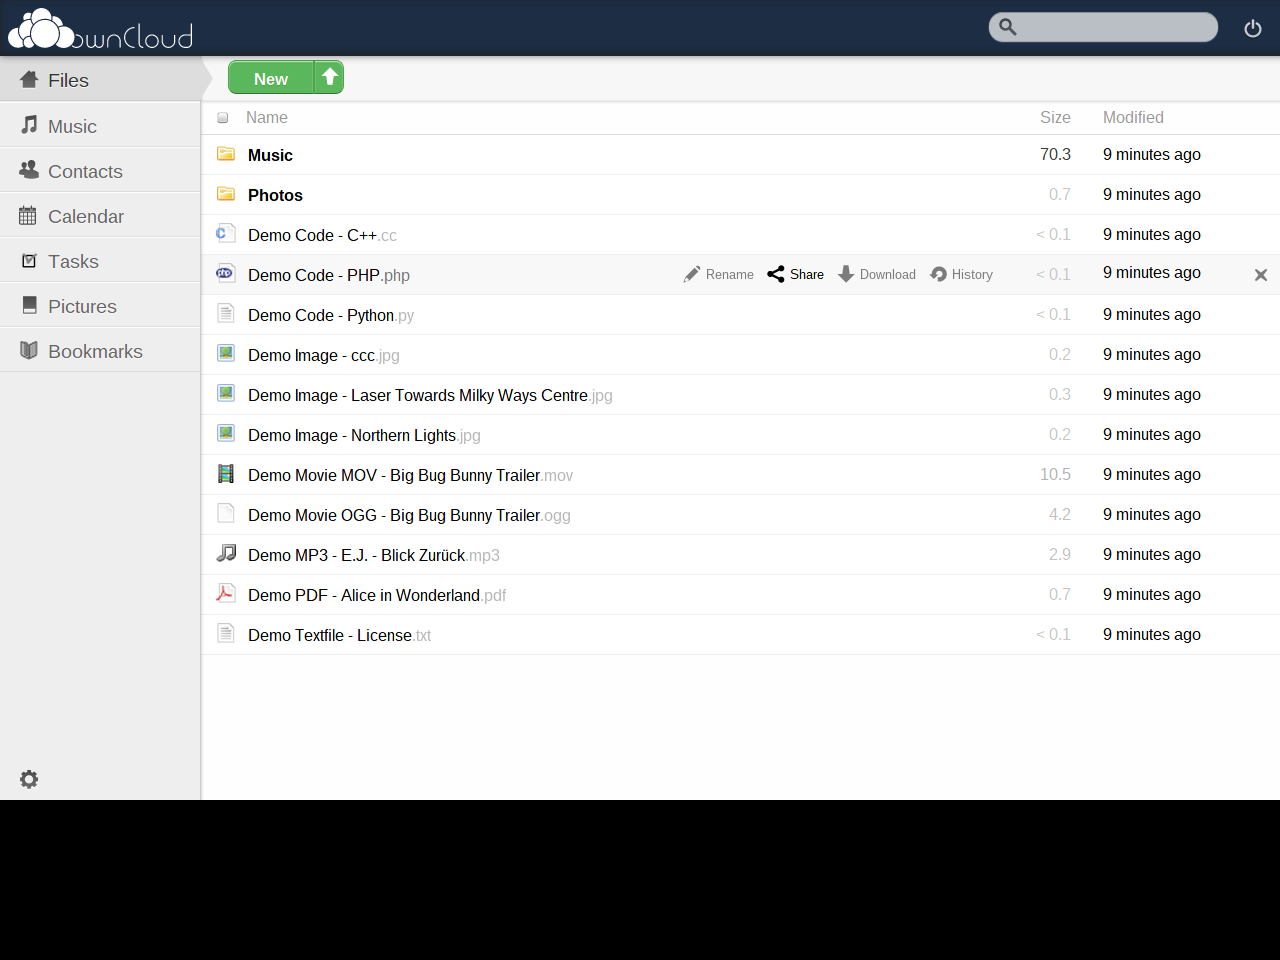 ownCloud
Files
New
Music
Name Size Modified
Contacts
Music 70.3 9 minutes ago
Photos 0.7 9 minutes ago
Calendar
Demo Code - C++.cc < 0.1 9 minutes ago
Tasks
Demo Code - PHP.php Rename Share Download History < 0.1 9 minutes ago
Pictures
Demo Code - Python.py < 0.1 9 minutes ago
Bookmarks
Demo Image - ccc.jpg 0.2 9 minutes ago
Demo Image - Laser Towards Milky Ways Centre.jpg 0.3 9 minutes ago
Demo Image - Northern Lights.jpg 0.2 9 minutes ago
Demo Movie MOV - Big Bug Bunny Trailer.mov 10.5 9 minutes ago
Demo Movie OGG - Big Bug Bunny Trailer.ogg 4.2 9 minutes ago
Demo MP3 - E.J. - Blick Zurück.mp3 2.9 9 minutes ago
Demo PDF - Alice in Wonderland.pdf 0.7 9 minutes ago
Demo Textfile - License.txt < 0.1 9 minutes ago